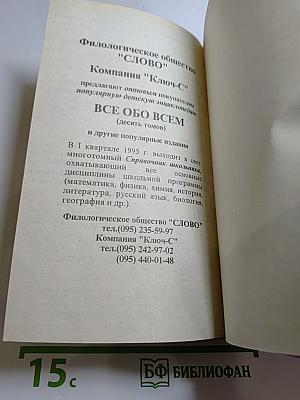 Филологическое общество
"СЛОВО"
Компания "Ключ-С"
предлагают оптовым покупателям
популярную детскую энциклопедию
ВСЕ ОБО ВСЕМ
(десять томов)
и другие популярные издания
В I квартале 1995 г. выходит в свет
многотомный Справочник школьника,
охватывающий все основные
дисциплины школьной программы
(математика, физика, химия, история,
литература, русский язык, биология,
география и др.).
Филологическое общество "СЛОВО"
тел.(095) 235-59-97
Компания "Ключ-С"
тел.(095) 242-97-02
(095) 440-01-48
15с
БФ БИБЛИОФАН